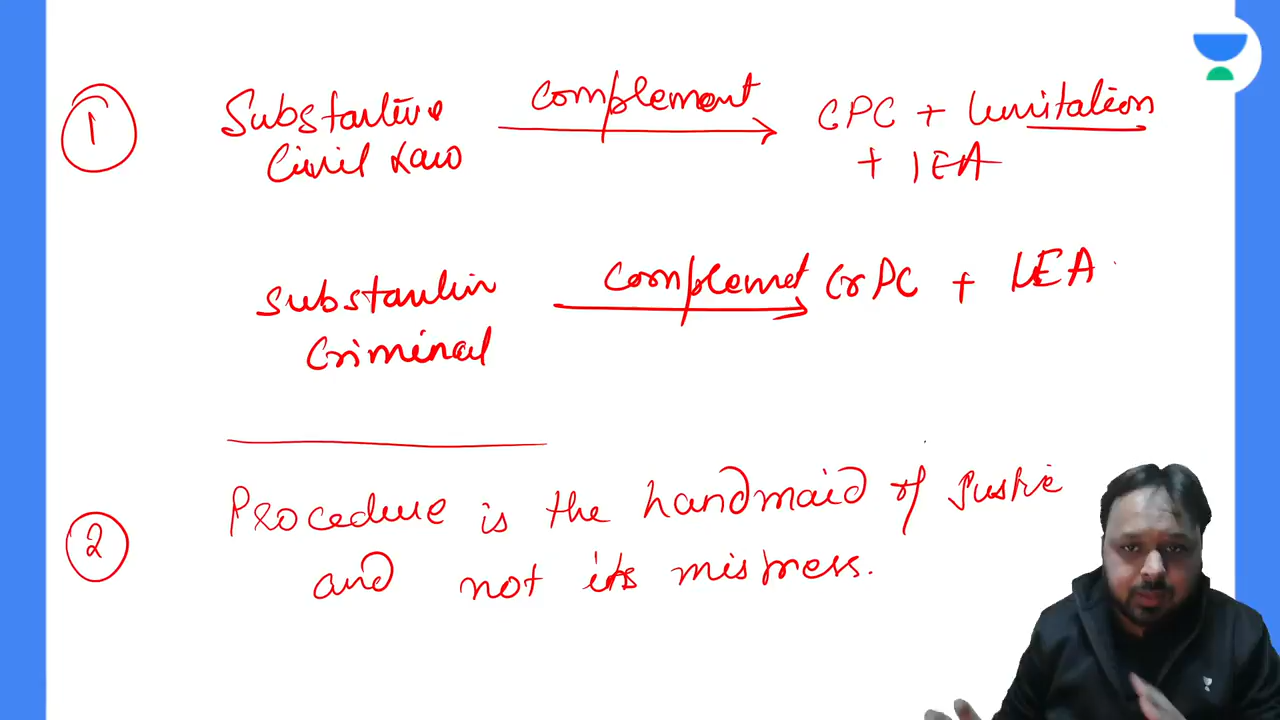 1
Substantive complement CPC + Limitation
Civil Law + IEA
Substantive complemet CrPC + IEA
Criminal
2
Procedure is the handmaid of Justice
and not its mistress.